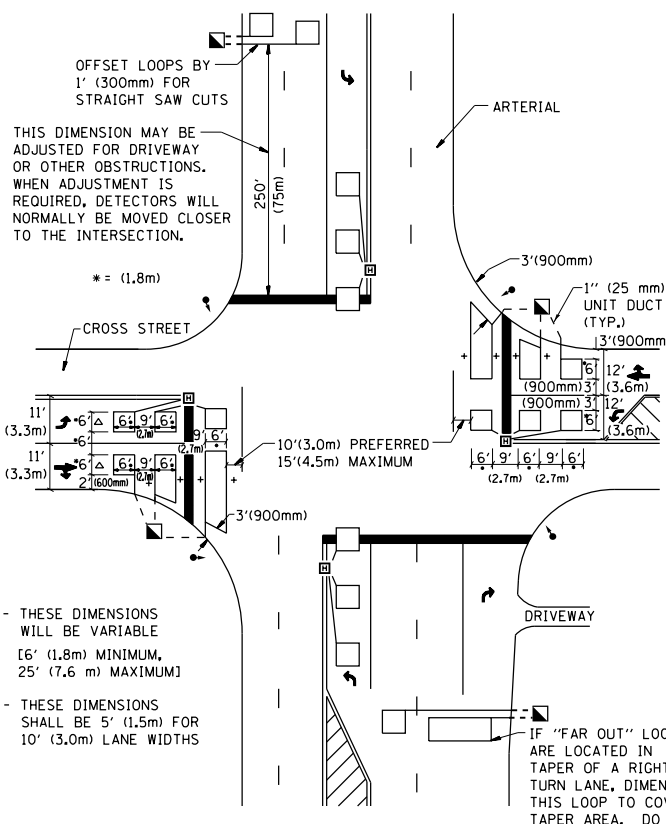 OFFSET LOOPS BY
1' (300mm) FOR
STRAIGHT SAW CUTS
THIS DIMENSION MAY BE
ADJUSTED FOR DRIVEWAY
OR OTHER OBSTRUCTIONS.
WHEN ADJUSTMENT IS
REQUIRED, DETECTORS WILL
NORMALLY BE MOVED CLOSER
TO THE INTERSECTION.
* = (1.8m)
250'
(75m)
ARTERIAL
H
3'(900mm)
1" (25 mm)
UNIT DUCT
(TYP.)
3'(900mm
CROSS STREET
H
11'
(3.3m)
*6'
6' 9' 6'
(2.7m)
*6'
9' 6'
(2.7m)
11'
(3.3m)
*6'
6' 9' 6'
(2.7m)
2' (600mm)
3'(900mm)
10'(3.0m) PREFERRED
15'(4.5m) MAXIMUM
*6'
12'
(3.6m)
(900mm) 3'
(900mm) 3'
12'
*6'
(3.6m)
H
6' 9' 6' 9' 6'
(2.7m) (2.7m)
H
DRIVEWAY
- THESE DIMENSIONS
WILL BE VARIABLE
[6' (1.8m) MINIMUM,
25' (7.6 m) MAXIMUM]
- THESE DIMENSIONS
SHALL BE 5' (1.5m) FOR
10' (3.0m) LANE WIDTHS
IF "FAR OUT" LOO
ARE LOCATED IN
TAPER OF A RIGHT
TURN LANE, DIMEN
THIS LOOP TO COV
TAPER AREA. DO